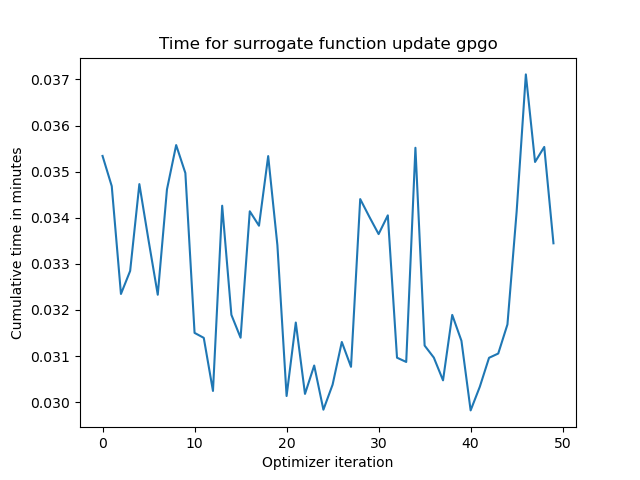 Time for surrogate function update gpgo
Cumulative time in minutes
0.037
0.036
0.035
0.034
0.033
0.032
0.031
0.030
0 10 20 30 40 50
Optimizer iteration